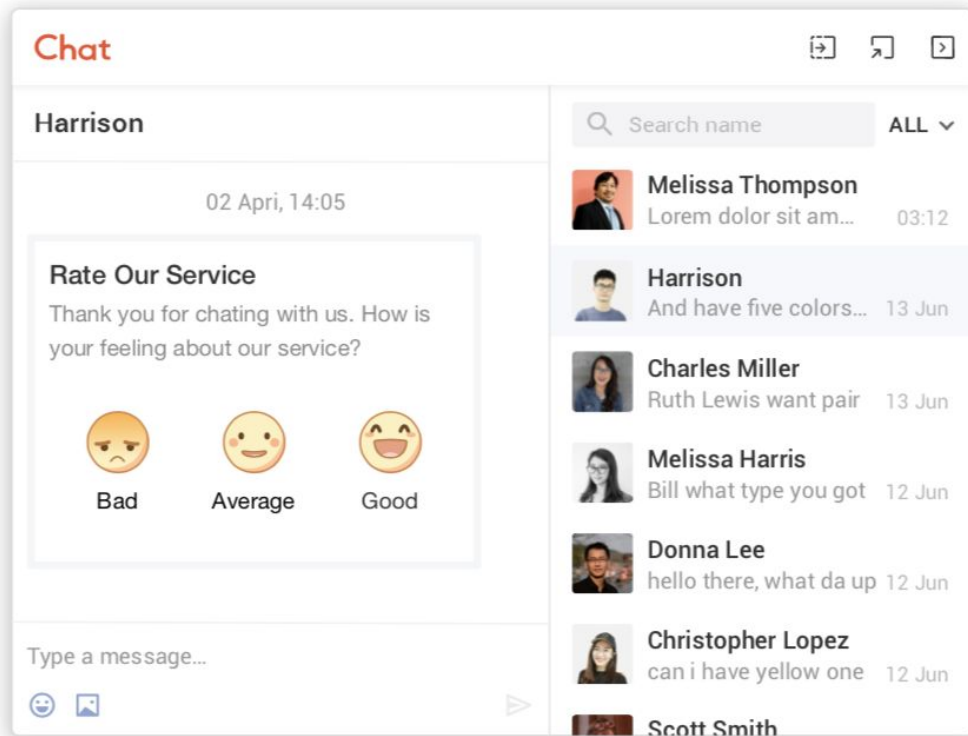 Chat
Harrison
02 Apri, 14:05
Rate Our Service
Thank you for chating with us. How is
your feeling about our service?
Bad Average Good
Type a message...
Search name ALL
Melissa Thompson
Lorem dolor sit am... 03:12
Harrison
And have five colors... 13 Jun
Charles Miller
Ruth Lewis want pair 13 Jun
Melissa Harris
Bill what type you got 12 Jun
Donna Lee
hello there, what da up 12 Jun
Christopher Lopez
can i have yellow one 12 Jun
Scott Smith